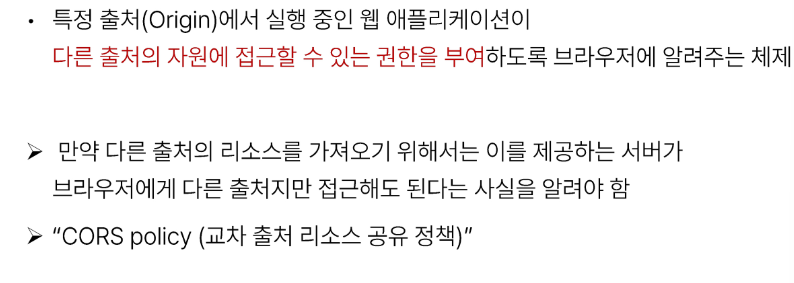 • 특정 출처(Origin)에서 실행 중인 웹 애플리케이션이
다른 출처의 자원에 접근할 수 있는 권한을 부여하도록 브라우저에 알려주는 체제
➢ 만약 다른 출처의 리소스를 가져오기 위해서는 이를 제공하는 서버가
브라우저에게 다른 출처지만 접근해도 된다는 사실을 알려야 함
➢ “CORS policy (교차 출처 리소스 공유 정책)”